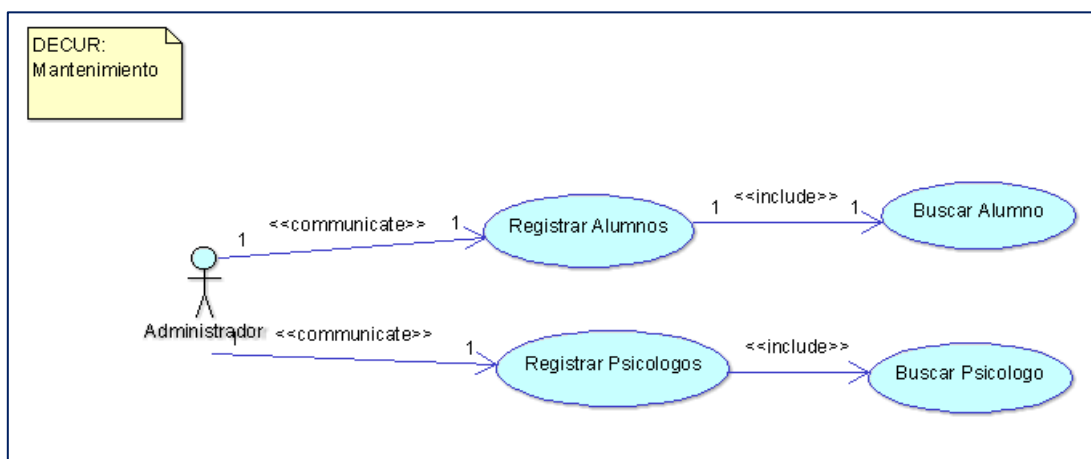 DECUR:
Mantenimiento
<<communicate>>
1
1
Registrar Alumnos
<<include>>
1
1
Buscar Alumno
Administrador
<<communicate>>
1
1
Registrar Psicologos
<<include>>
Buscar Psicologo